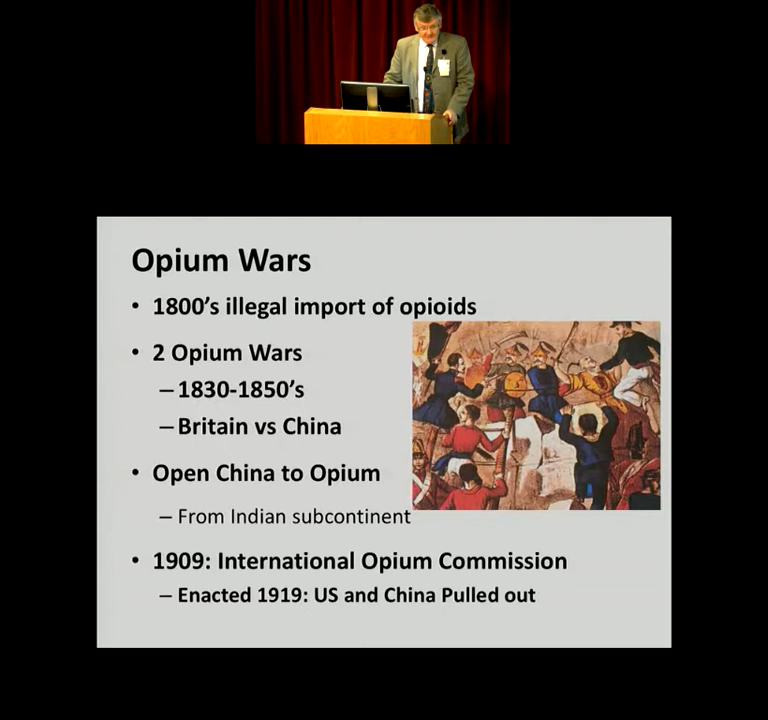 Opium Wars
• 1800's illegal import of opioids
• 2 Opium Wars
– 1830-1850's
– Britain vs China
• Open China to Opium
– From Indian subcontinent
• 1909: International Opium Commission
– Enacted 1919: US and China Pulled out